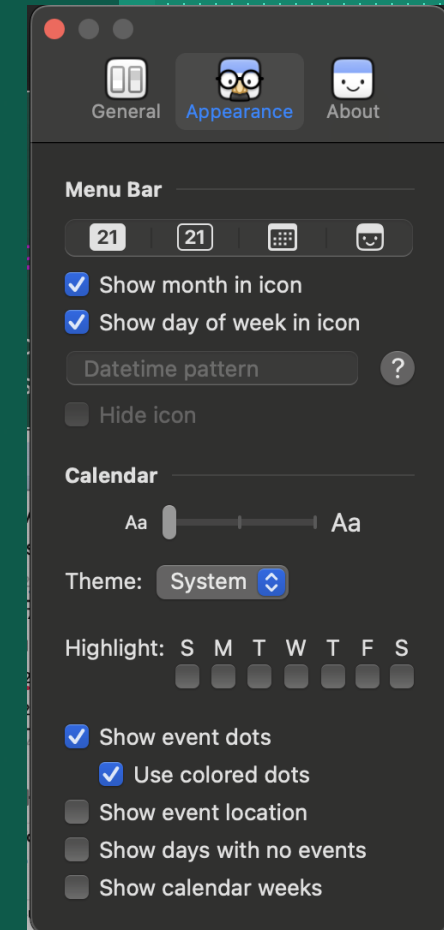 General Appearance About
Menu Bar
21 21
Show month in icon
Show day of week in icon
Datetime pattern ?
Hide icon
Calendar
Aa Aa
Theme: System
Highlight: S M T W T F S
Show event dots
Use colored dots
Show event location
Show days with no events
Show calendar weeks